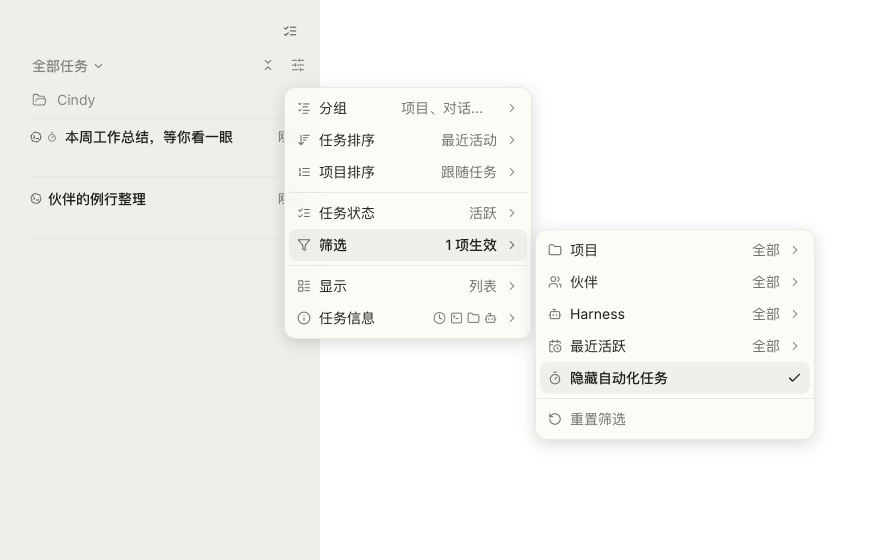 全部任务
Cindy
本周工作总结，等你看一眼
伙伴的例行整理
分组 项目、对话...
任务排序 最近活动
项目排序 跟随任务
任务状态 活跃
筛选 1 项生效
显示 列表
任务信息
项目 全部
伙伴 全部
Harness 全部
最近活跃 全部
隐藏自动化任务
重置筛选